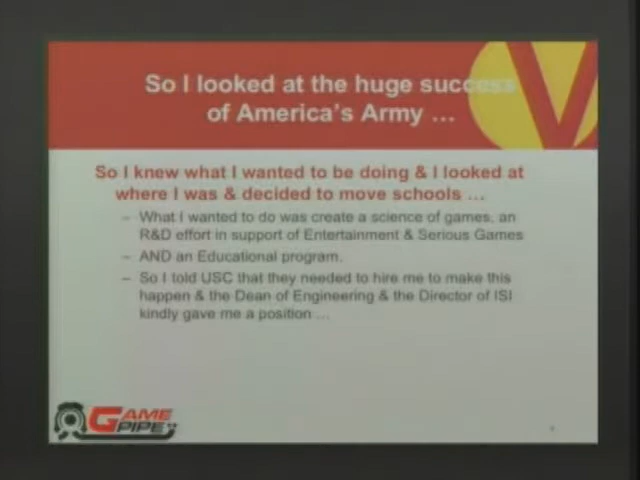 So I looked at the huge success
of America's Army ...
So I knew what I wanted to be doing & I looked at
where I was & decided to move schools ...
– What I wanted to do was create a science of games, an
R&D effort in support of Entertainment & Serious Games
– AND an Educational program.
– So I told USC that they needed to hire me to make this
happen & the Dean of Engineering & the Director of ISI
kindly gave me a position ...
GAME
PIPE